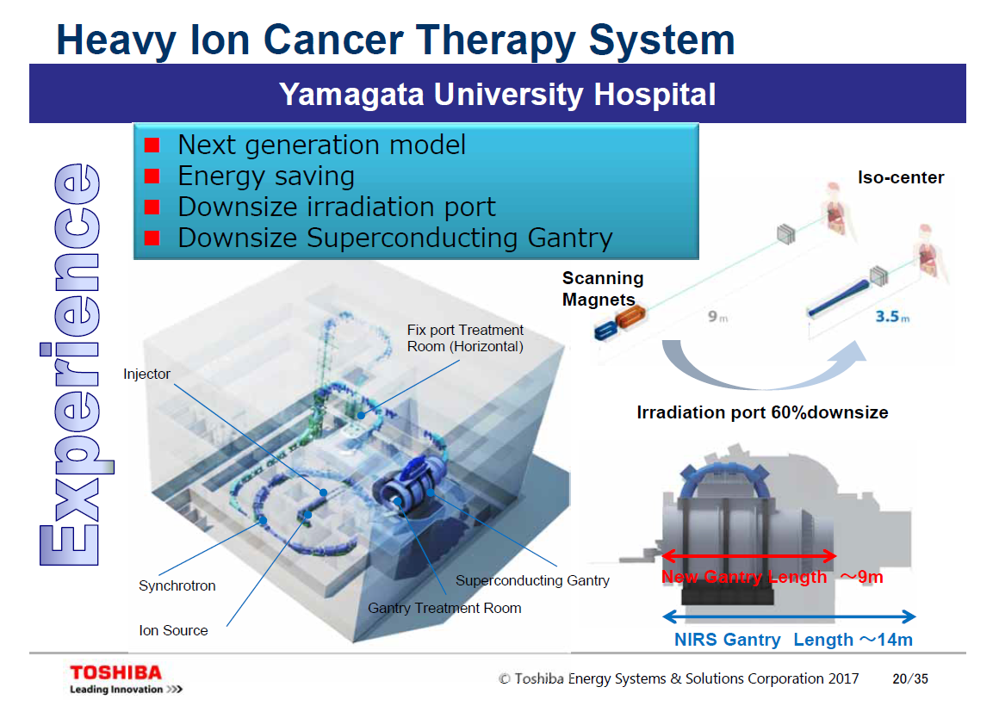 Heavy Ion Cancer Therapy System
Yamagata University Hospital
Experience
■ Next generation model
■ Energy saving
■ Downsize irradiation port
■ Downsize Superconducting Gantry
Iso-center
Scanning
Magnets
9 m
3.5 m
Irradiation port 60%downsize
Fix port Treatment
Room (Horizontal)
Injector
Synchrotron
Ion Source
Superconducting Gantry
Gantry Treatment Room
New Gantry Length ～9m
NIRS Gantry Length ～14m
TOSHIBA
Leading Innovation >>>
© Toshiba Energy Systems & Solutions Corporation 2017
20/35